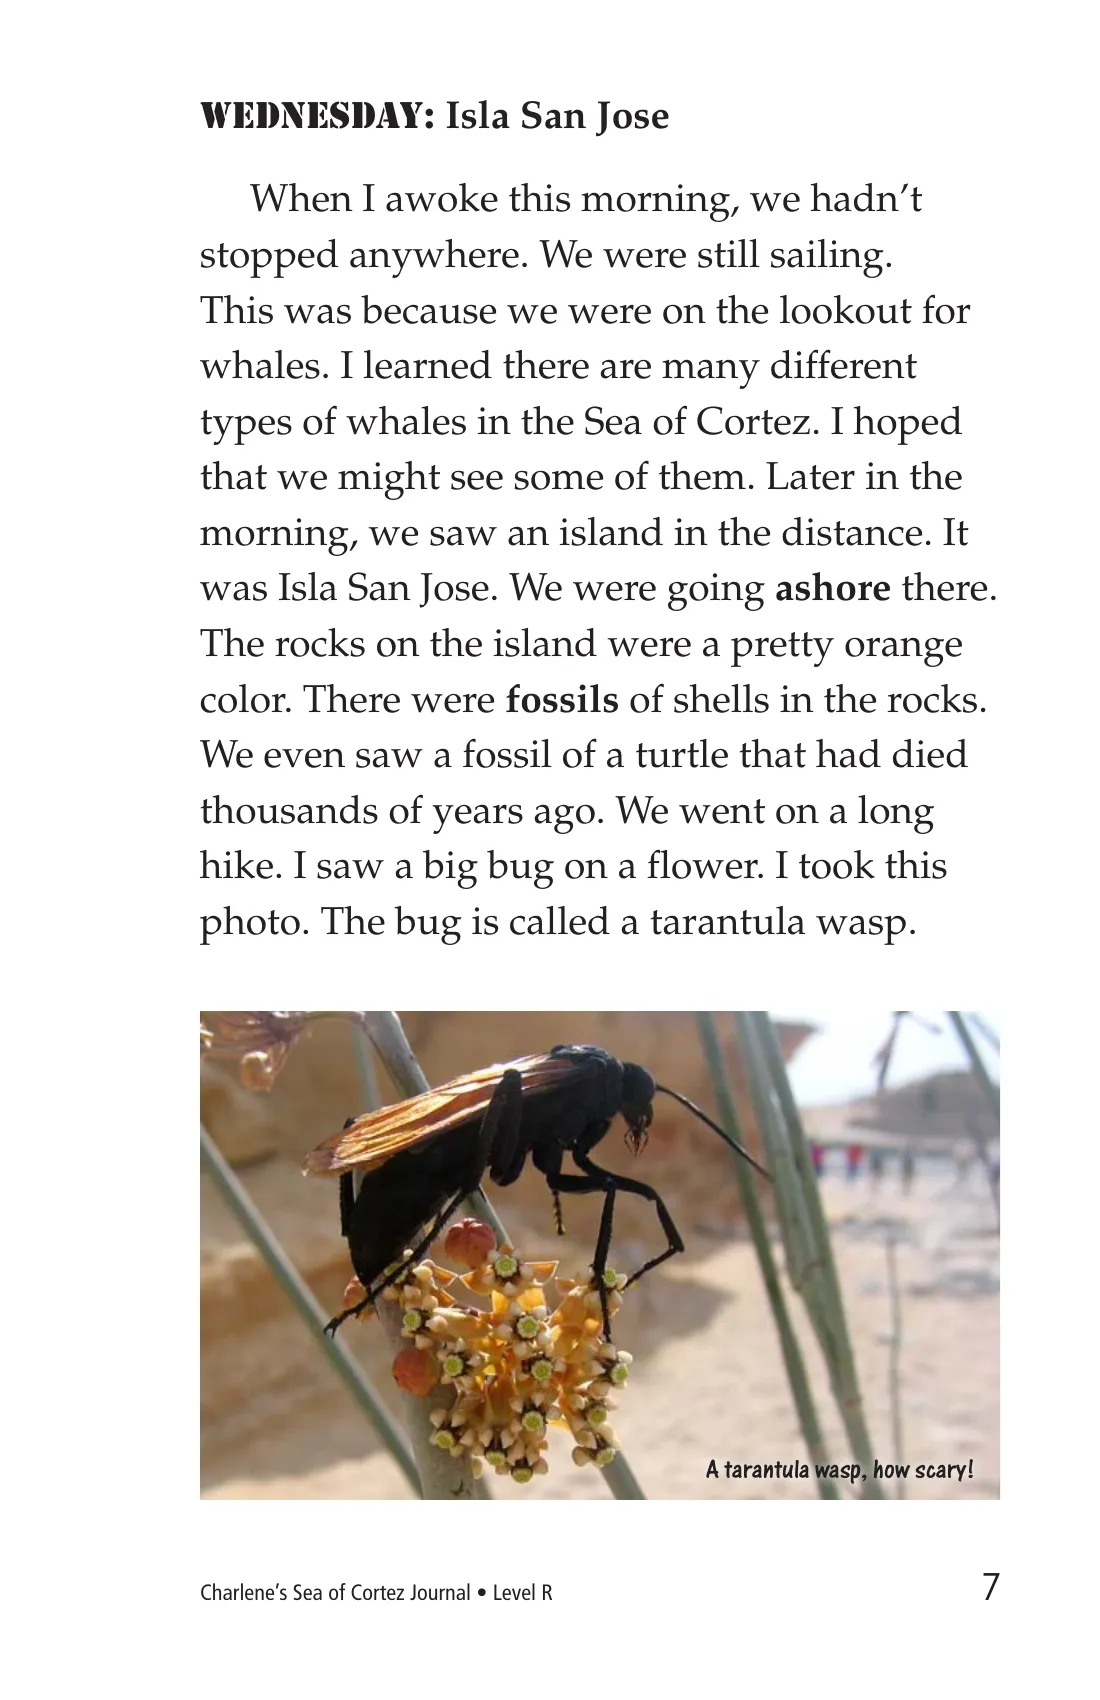 WEDNESDAY: Isla San Jose
When I awoke this morning, we hadn’t
stopped anywhere. We were still sailing.
This was because we were on the lookout for
whales. I learned there are many different
types of whales in the Sea of Cortez. I hoped
that we might see some of them. Later in the
morning, we saw an island in the distance. It
was Isla San Jose. We were going ashore there.
The rocks on the island were a pretty orange
color. There were fossils of shells in the rocks.
We even saw a fossil of a turtle that had died
thousands of years ago. We went on a long
hike. I saw a big bug on a flower. I took this
photo. The bug is called a tarantula wasp.
A tarantula wasp, how scary!
Charlene’s Sea of Cortez Journal • Level R 7